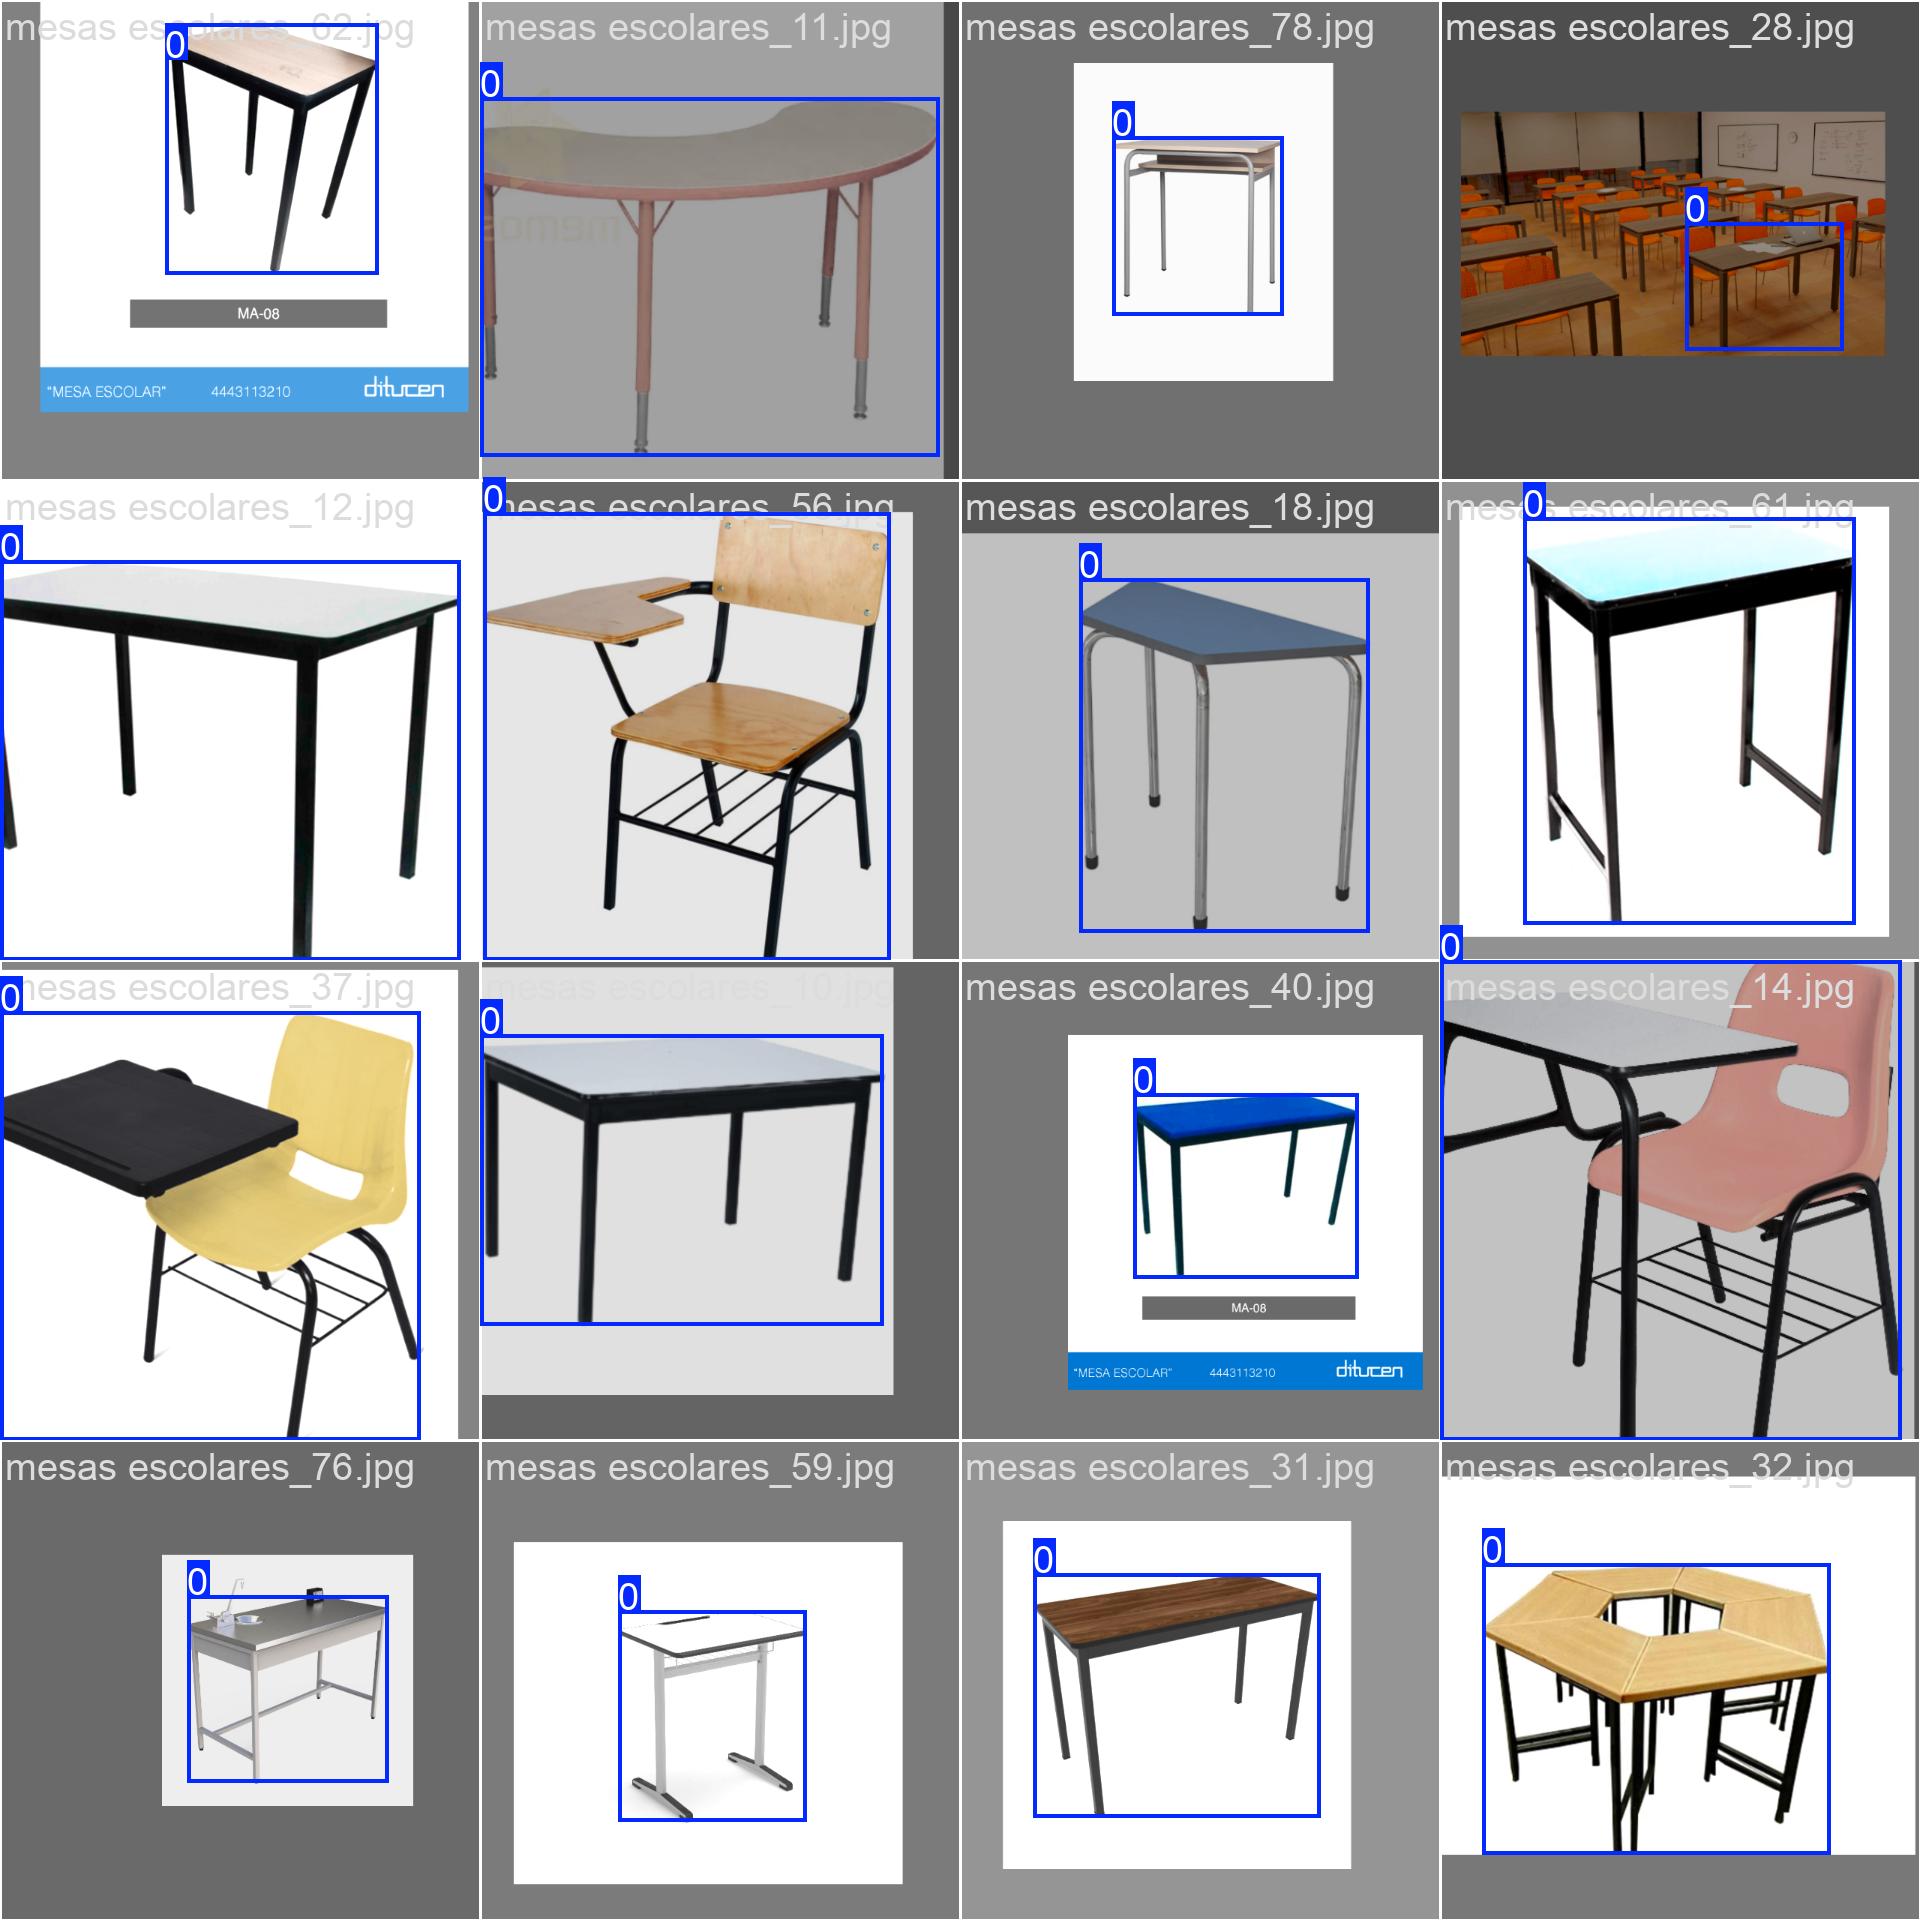 mesas escolares_62.jpg
0
MA-08
"MESA ESCOLAR" 4443113210 ditucen
mesas escolares_11.jpg
0
mesas escolares_78.jpg
0
mesas escolares_28.jpg
0
mesas escolares_12.jpg
0
mesas escolares_56.jpg
0
mesas escolares_18.jpg
0
mesas escolares_61.jpg
0
mesas escolares_37.jpg
0
mesas escolares_10.jpg
0
mesas escolares_40.jpg
0
MA-08
"MESA ESCOLAR" 4443113210 ditucen
mesas escolares_14.jpg
0
mesas escolares_76.jpg
0
mesas escolares_59.jpg
0
mesas escolares_31.jpg
0
mesas escolares_32.jpg
0